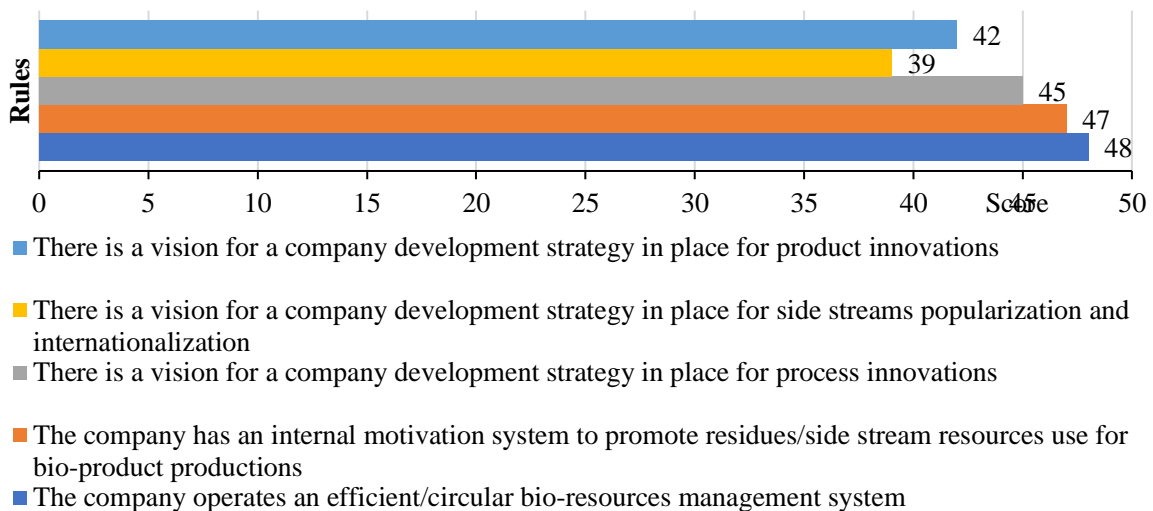 42
39
45
47
48
Rules
0 5 10 15 20 25 30 35 40 45 50
Score
There is a vision for a company development strategy in place for product innovations
There is a vision for a company development strategy in place for side streams popularization and
internationalization
There is a vision for a company development strategy in place for process innovations
The company has an internal motivation system to promote residues/side stream resources use for
bio-product productions
The company operates an efficient/circular bio-resources management system